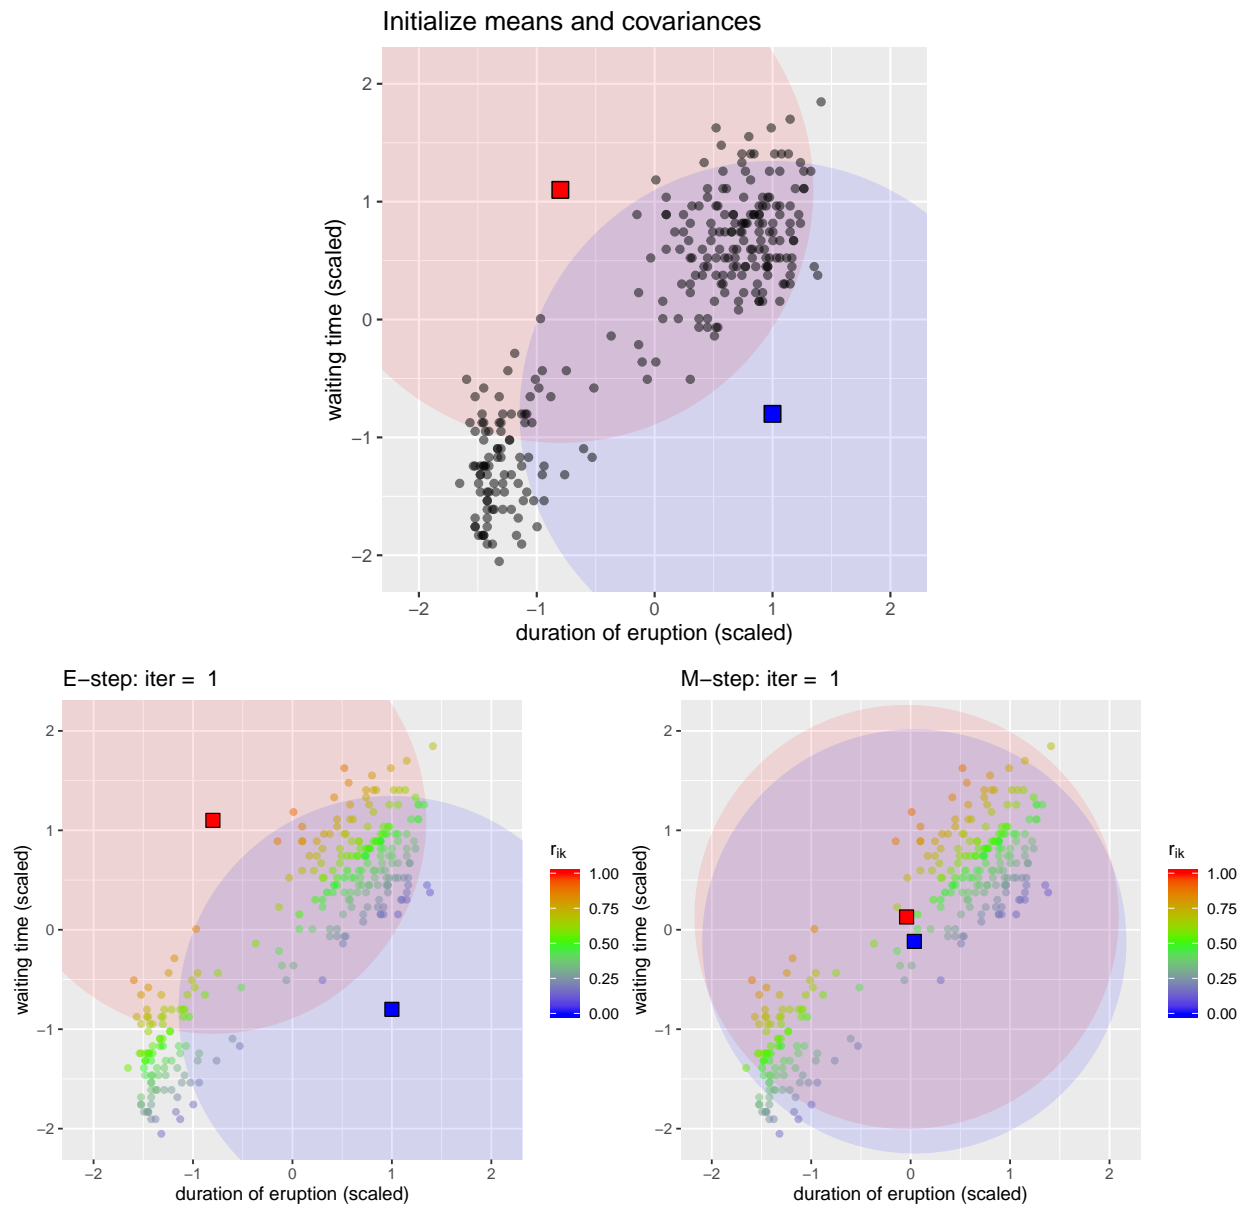 Initialize means and covariances
waiting time (scaled)
2
1
0
−1
−2
−2 −1 0 1 2
duration of eruption (scaled)
E−step: iter = 1
waiting time (scaled)
2
1
0
−1
−2
−2 −1 0 1 2
duration of eruption (scaled)
rik
1.00
0.75
0.50
0.25
0.00
M−step: iter = 1
waiting time (scaled)
2
1
0
−1
−2
−2 −1 0 1 2
duration of eruption (scaled)
rik
1.00
0.75
0.50
0.25
0.00